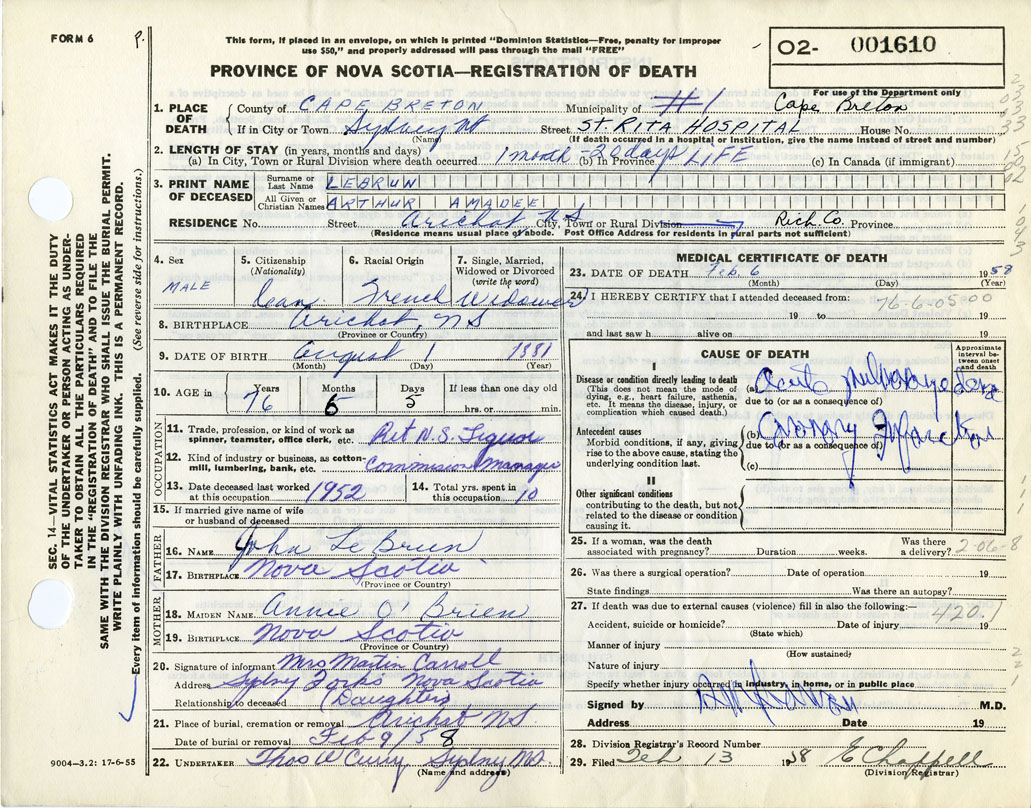 FORM 6
P.
This form, if placed in an envelope, on which is printed "Dominion Statistics—Free, penalty for improper
use $50," and properly addressed will pass through the mail "FREE"
O2- 001610
For use of the Department only
PROVINCE OF NOVA SCOTIA—REGISTRATION OF DEATH
1. PLACE OF DEATH
County of CAPE BRETON Municipality of #1 Cape Breton
If in City or Town Sydney Street ST. RITA HOSPITAL House No.
(Name) (If death occurred in a hospital or institution, give the name instead of street and number)
2. LENGTH OF STAY (in years, months and days)
(a) In City, Town or Rural Division where death occurred 1 month - 20 days (b) In Province LIFE (c) In Canada (if immigrant)
3. PRINT NAME OF DECEASED
Surname or Last Name LEBRUN
All Given or Christian Names ARTHUR AMADEE
RESIDENCE No. Street Arichat, N S City, Town or Rural Division Rich. Co. Province
(Residence means usual place of abode. Post Office Address for residents in rural parts not sufficient)
4. Sex MALE
5. Citizenship (Nationality) Can.
6. Racial Origin French
7. Single, Married, Widowed or Divorced (write the word) Widower
8. BIRTHPLACE Arichat, NS
(Province or Country)
9. DATE OF BIRTH August 1 1881
(Month) (Day) (Year)
10. AGE in Years 76 Months 6 Days 5 If less than one day old hrs. or min.
OCCUPATION
11. Trade, profession, or kind of work as spinner, teamster, office clerk, etc. Ret N.S. Liquor
12. Kind of industry or business, as cotton-mill, lumbering, bank, etc. Commission Manager
13. Date deceased last worked at this occupation 1952
14. Total yrs. spent in this occupation 10
15. If married give name of wife or husband of deceased
FATHER
16. NAME John Le Brun
17. BIRTHPLACE Nova Scotia
(Province or Country)
MOTHER
18. MAIDEN NAME Annie O'Brien
19. BIRTHPLACE Nova Scotia
(Province or Country)
20. Signature of informant Mrs Martin Carroll
Address Sydney Forks Nova Scotia
Relationship to deceased (Daughter)
21. Place of burial, cremation or removal Arichat NS
Date of burial or removal Feb 9/58
22. UNDERTAKER Thos W Curry, Sydney
(Name and address)
MEDICAL CERTIFICATE OF DEATH
23. DATE OF DEATH Feb. 6 1958
(Month) (Day) (Year)
24. I HEREBY CERTIFY that I attended deceased from: 76-6-05-00
19 to 19
and last saw h alive on 19
CAUSE OF DEATH
Approximate interval between onset and death
I
Disease or condition directly leading to death
(This does not mean the mode of dying, e.g., heart failure, asthenia, etc. It means the disease, injury, or complication which caused death.)
(a) Acute pulmonary edema
due to (or as a consequence of)
Antecedent causes
Morbid conditions, if any, giving rise to the above cause, stating the underlying condition last.
(b) Coronary Infarction
due to (or as a consequence of)
(c)
II
Other significant conditions
contributing to the death, but not related to the disease or condition causing it.
25. If a woman, was the death associated with pregnancy? Duration weeks. Was there a delivery? 2-06-8
26. Was there a surgical operation? Date of operation 19
State findings Was there an autopsy?
27. If death was due to external causes (violence) fill in also the following:— 420.1
Accident, suicide or homicide? Date of injury 19
(State which)
Manner of injury
(How sustained)
Nature of injury
Specify whether injury occurred in industry, in home, or in public place
Signed by M.D.
Address Date 19
28. Division Registrar's Record Number
29. Filed Feb 13 1958 E Chappell
(Division Registrar)
SEC. 14—VITAL STATISTICS ACT MAKES IT THE DUTY
OF THE UNDERTAKER OR PERSON ACTING AS UNDER-
TAKER TO OBTAIN ALL THE PARTICULARS REQUIRED
IN THE "REGISTRATION OF DEATH" AND TO FILE THE
SAME WITH THE DIVISION REGISTRAR WHO SHALL ISSUE THE BURIAL PERMIT.
WRITE PLAINLY WITH UNFADING INK. THIS IS A PERMANENT RECORD.
Every item of information should be carefully supplied. (See reverse side for instructions.)
9004—3.2: 17-6-55